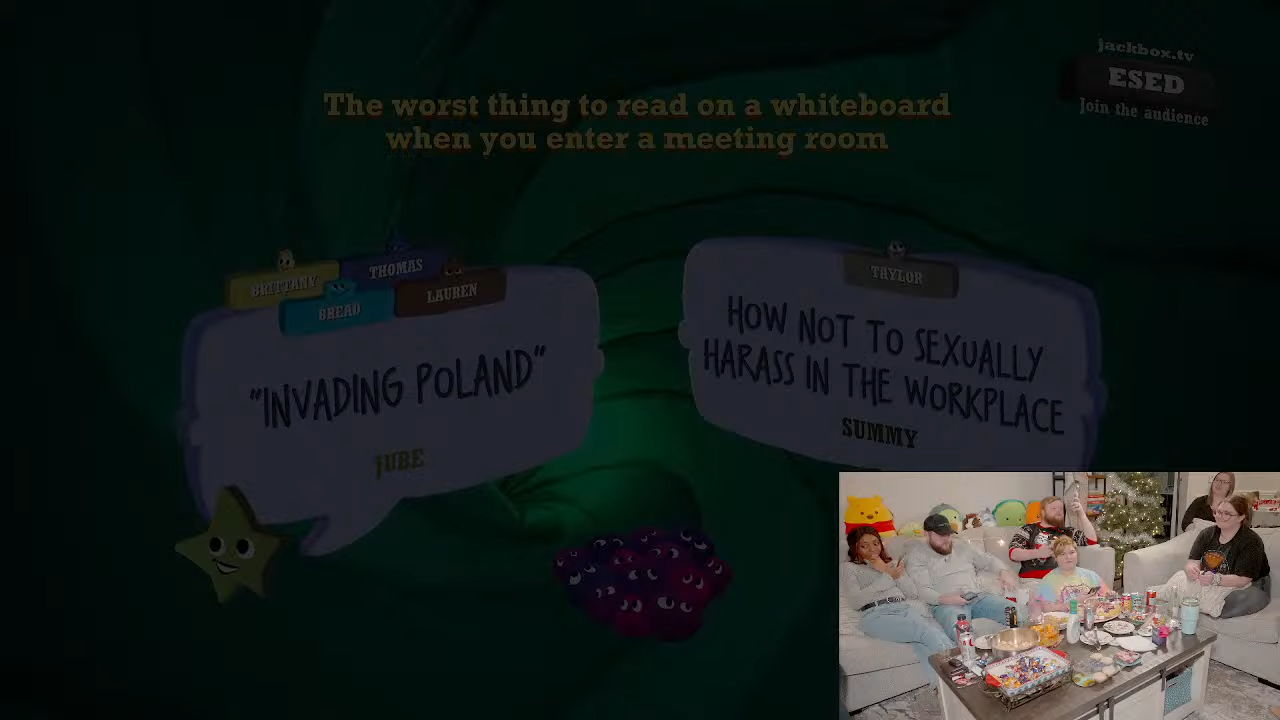 jackbox.tv
ESED
Join the audience
The worst thing to read on a whiteboard
when you enter a meeting room
BRITTANY
THOMAS
BREAD
LAUREN
"INVADING POLAND"
JUBE
TAYLOR
HOW NOT TO SEXUALLY
HARASS IN THE WORKPLACE
SUMMY